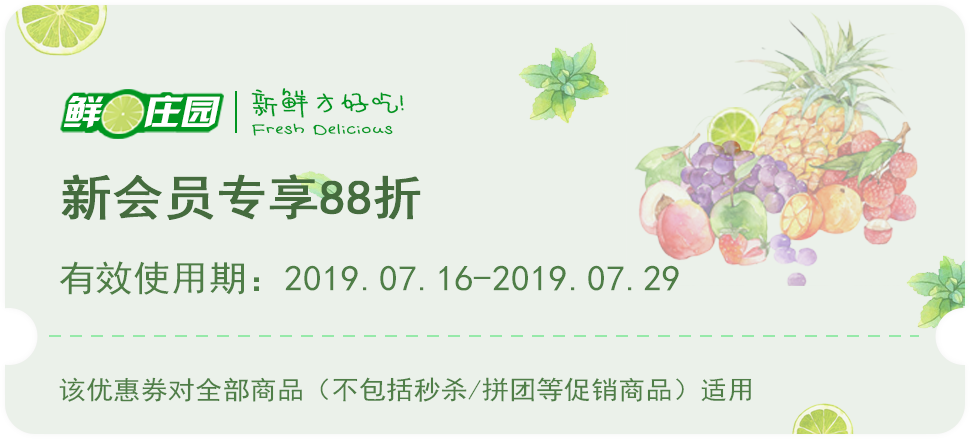 鲜庄园
新鲜才好吃!
Fresh Delicious
新会员专享88折
有效使用期：2019.07.16-2019.07.29
该优惠券对全部商品（不包括秒杀/拼团等促销商品）适用